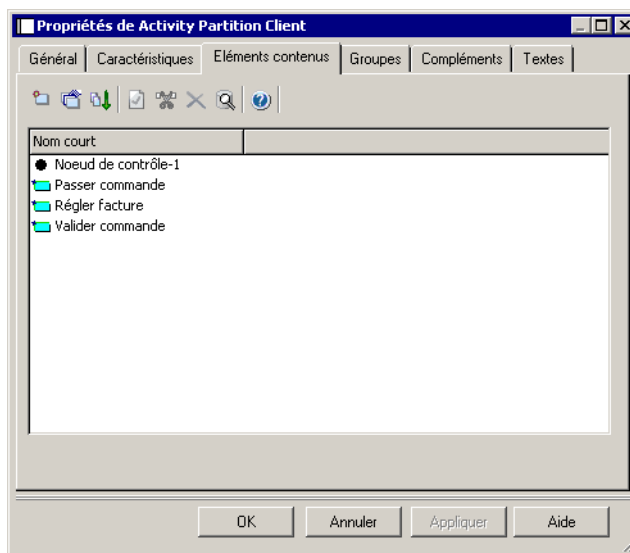 Propriétés de Activity Partition Client
Général Caractéristiques Eléments contenus Groupes Compléments Textes
Nom court
Noeud de contrôle-1
Passer commande
Régler facture
Valider commande
OK Annuler Appliquer Aide